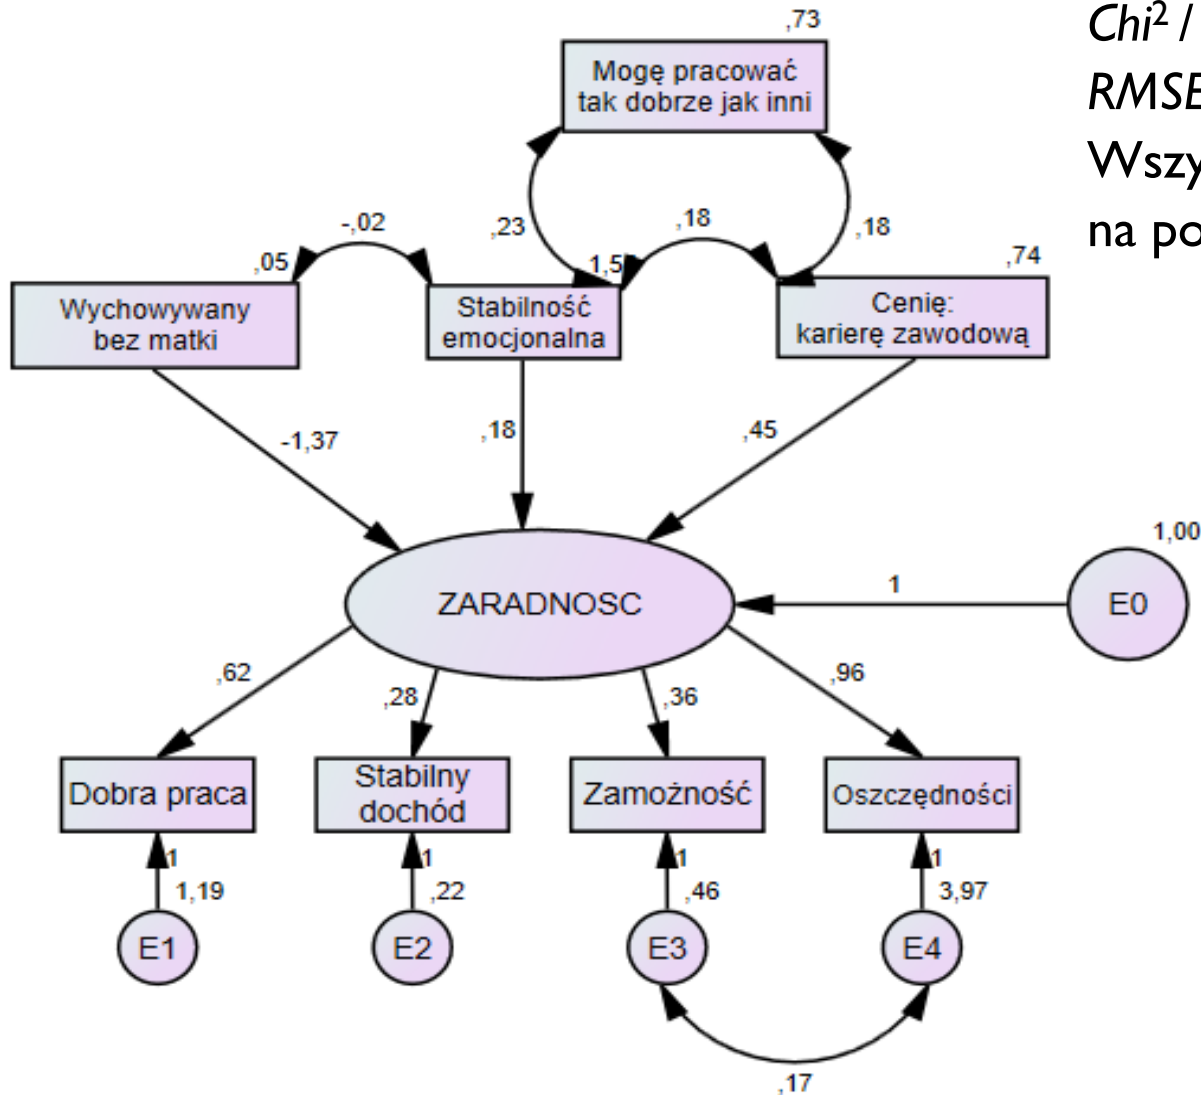 Chi² /
RMSE
Wszy
na po
,73
Mogę pracować
tak dobrze jak inni
-,02
,23
,18
,18
,05
1,5
,74
Wychowywany
bez matki
Stabilność
emocjonalna
Cenię:
karierę zawodową
-1,37
,18
,45
1,00
ZARADNOSC
1
E0
,62
,28
,36
,96
Dobra praca
Stabilny
dochód
Zamożność
Oszczędności
1
1
1
1
1,19
,22
,46
3,97
E1
E2
E3
E4
,17